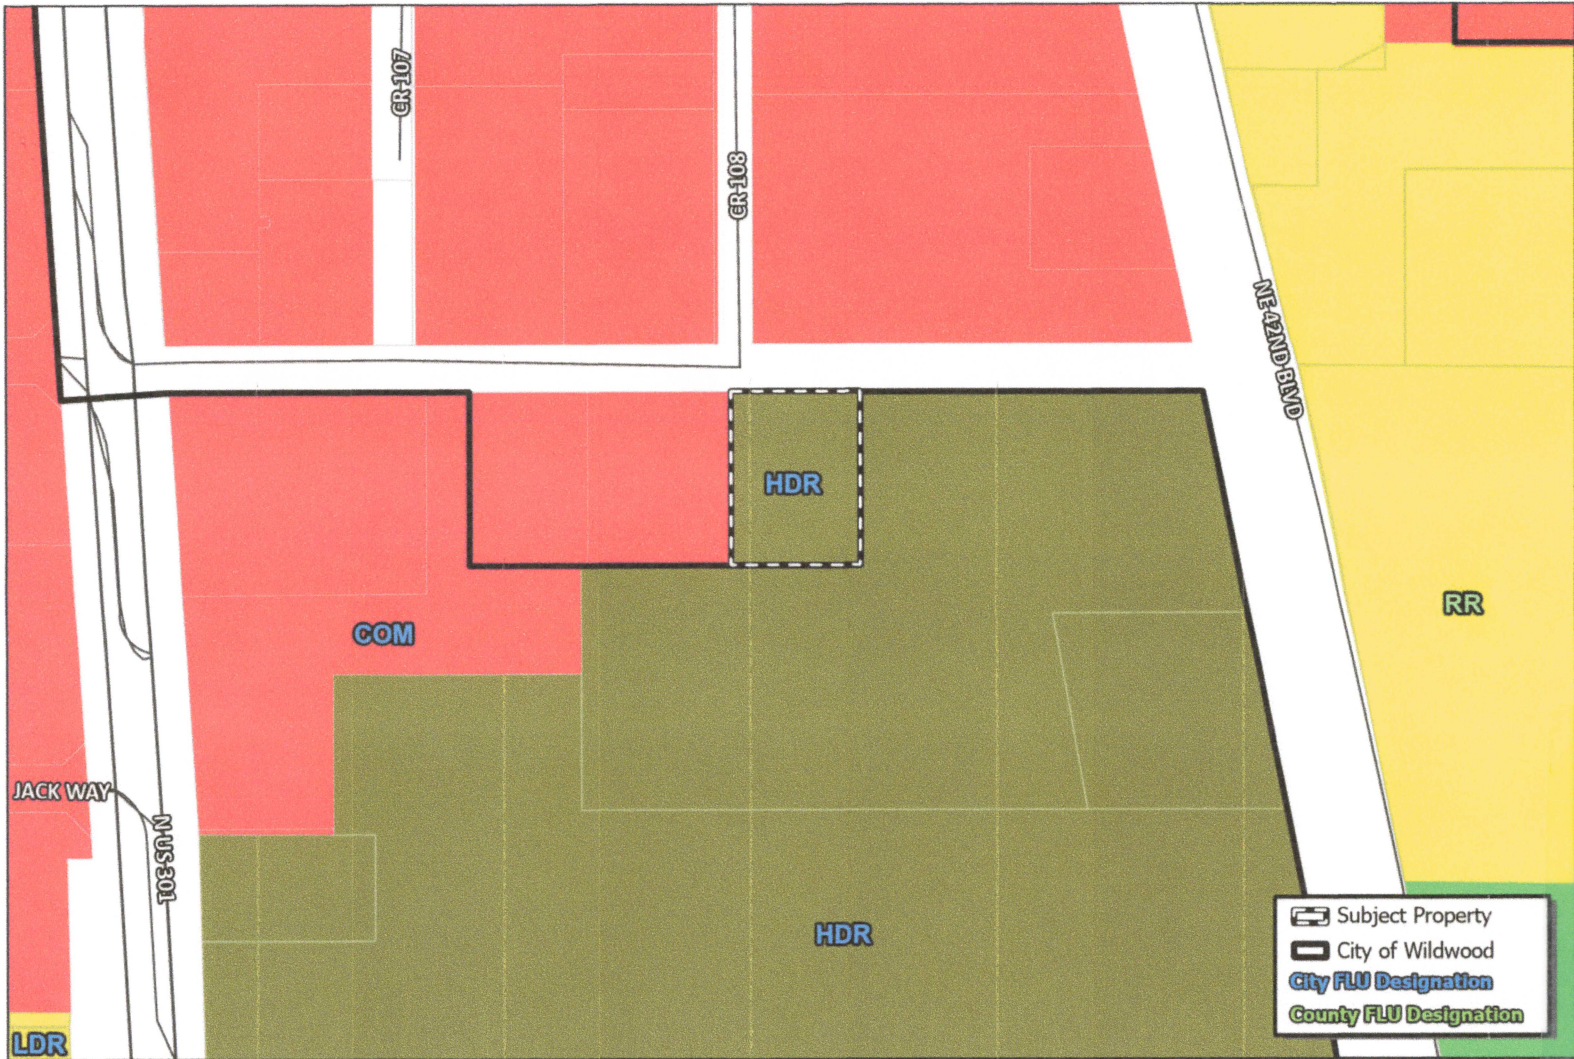 CR 107
CR 108
NE 42ND BLVD
HDR
RR
COM
JACK WAY
N US 301
HDR
LDR
Subject Property
City of Wildwood
City FLU Designation
County FLU Designation